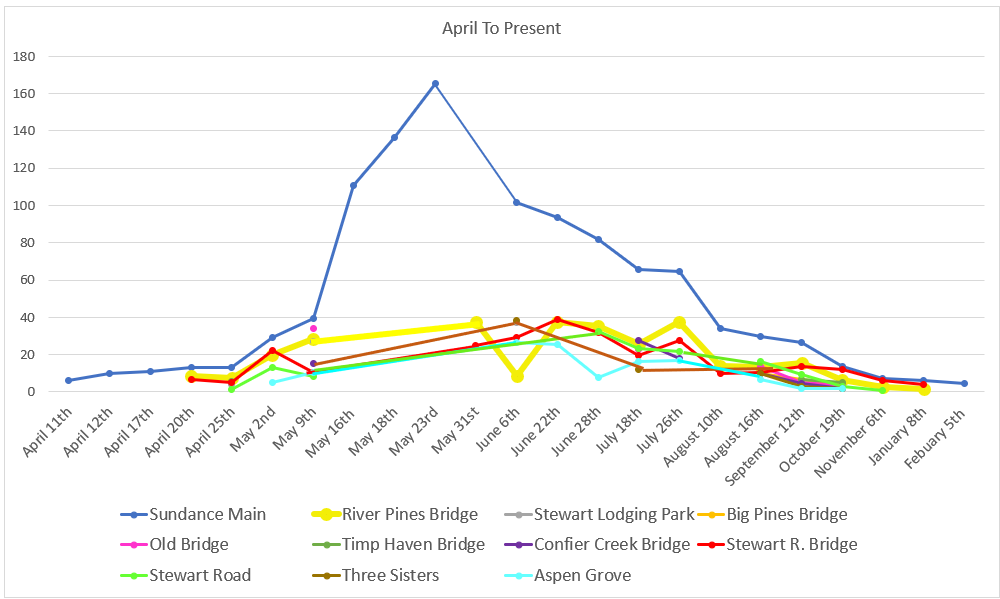 April To Present
180
160
140
120
100
80
60
40
20
0
April 11th
April 12th
April 17th
April 20th
April 25th
May 2nd
May 9th
May 16th
May 18th
May 23rd
May 31st
June 6th
June 22th
June 28th
July 18th
July 26th
August 10th
August 16th
September 12th
October 19th
November 6th
January 8th
Febuary 5th
Sundance Main River Pines Bridge Stewart Lodging Park Big Pines Bridge
Old Bridge Timp Haven Bridge Confier Creek Bridge Stewart R. Bridge
Stewart Road Three Sisters Aspen Grove